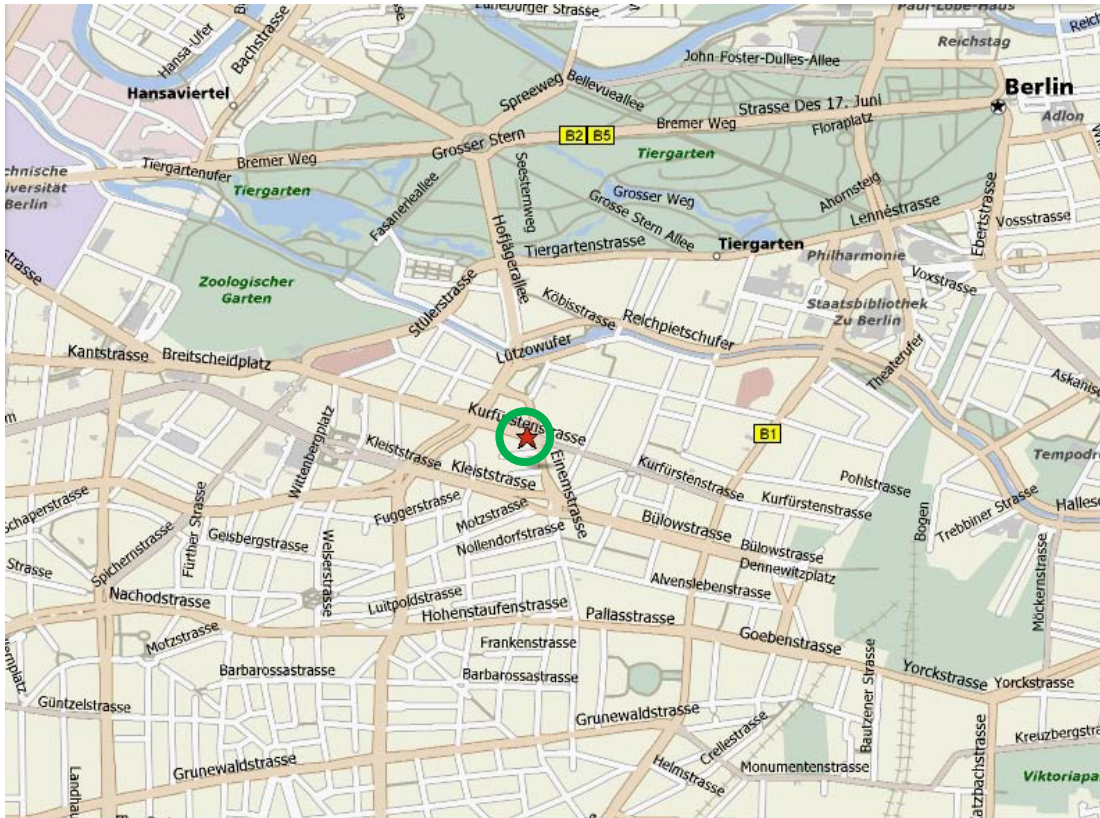 Lüneburger Strasse
Paul-Löbe-Haus
Reichstag
Hansa-Ufer
Bachstrasse
Hansaviertel
Spreeweg
Bellevueallee
John-Foster-Dulles-Allee
Berlin
Strasse Des 17. Juni
Adlon
Bremer Weg
Floraplatz
B2 B5
Grosser Stern
Bremer Weg
Tiergarten
Tiergartenufer
Tiergarten
Seesternweg
Fasanerieallee
Grosser Weg
Grosse Stern Allee
Ahornsteig
Lennéstrasse
Ebertstrasse
Vossstrasse
Hofjägerallee
Tiergartenstrasse
Tiergarten
Philharmonie
Voxstrasse
Zoologischer
Garten
Stülerstrasse
Köbisstrasse
Reichpietschufer
Staatsbibliothek
Zu Berlin
Lützowufer
Theaterufer
Kantstrasse
Breitscheidplatz
Kurfürstenstrasse
B1
Kleiststrasse
Wittenbergplatz
Kleiststrasse
Einemstrasse
Kurfürstenstrasse
Kurfürstenstrasse
Pohlstrasse
Bogen
Trebbiner Strasse
Schaperstrasse
Spichernstrasse
Fürther Strasse
Geisbergstrasse
Welserstrasse
Fuggerstrasse
Motzstrasse
Nollendorfstrasse
Bülowstrasse
Bülowstrasse
Dennewitzplatz
Alvenslebenstrasse
Möckernstrasse
Strasse
Nachodstrasse
Luitpoldstrasse
Hohenstaufenstrasse
Pallasstrasse
Goebenstrasse
Motzstrasse
Frankenstrasse
Barbarossastrasse
Barbarossastrasse
Yorckstrasse
Yorckstrasse
Bautzener Strasse
Güntzelstrasse
Grunewaldstrasse
Crellestrasse
Grunewaldstrasse
Helmstrasse
Monumentenstrasse